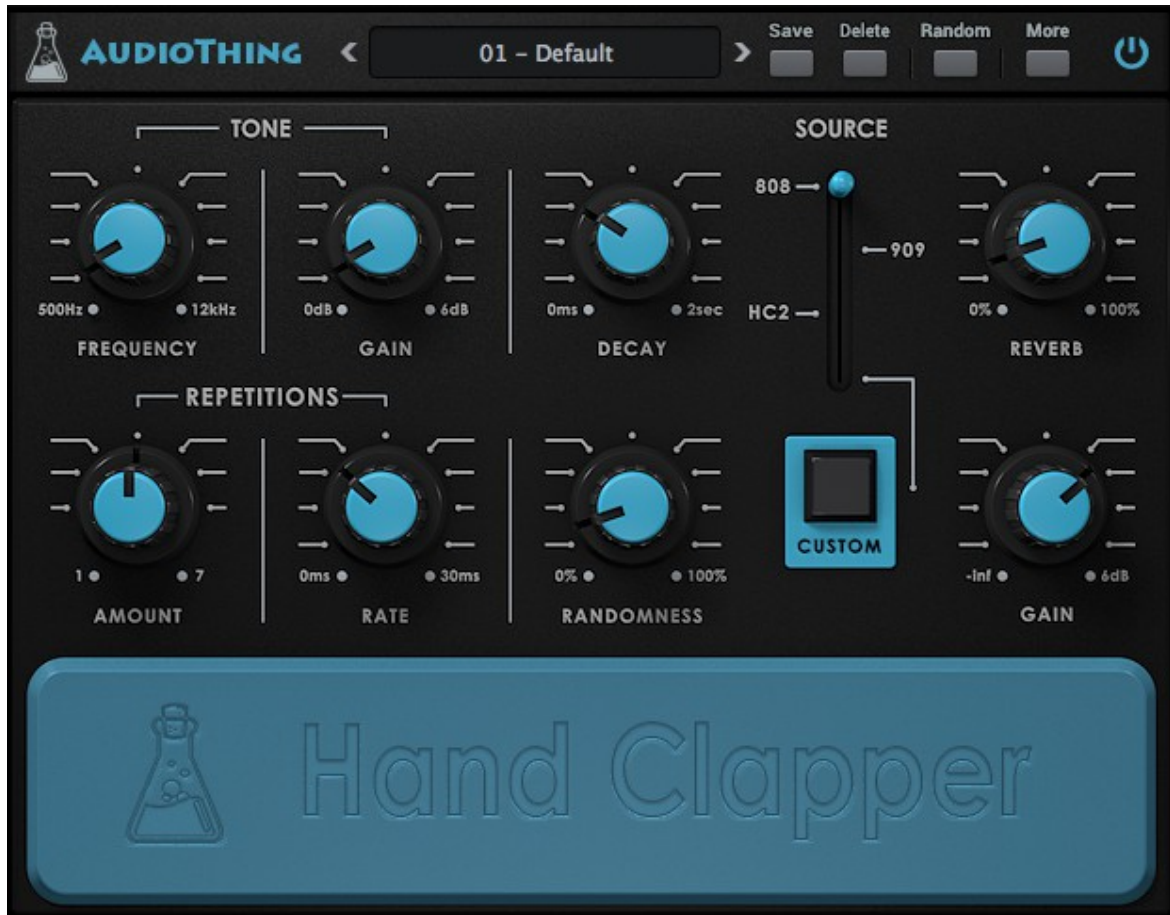 AUDIOTHING
< 01 – Default >
Save Delete Random More
TONE SOURCE
808
909
HC2
500Hz 12kHz 0dB 6dB 0ms 2sec 0% 100%
FREQUENCY GAIN DECAY REVERB
REPETITIONS
CUSTOM
1 7 0ms 30ms 0% 100% -Inf 6dB
AMOUNT RATE RANDOMNESS GAIN
Hand Clapper